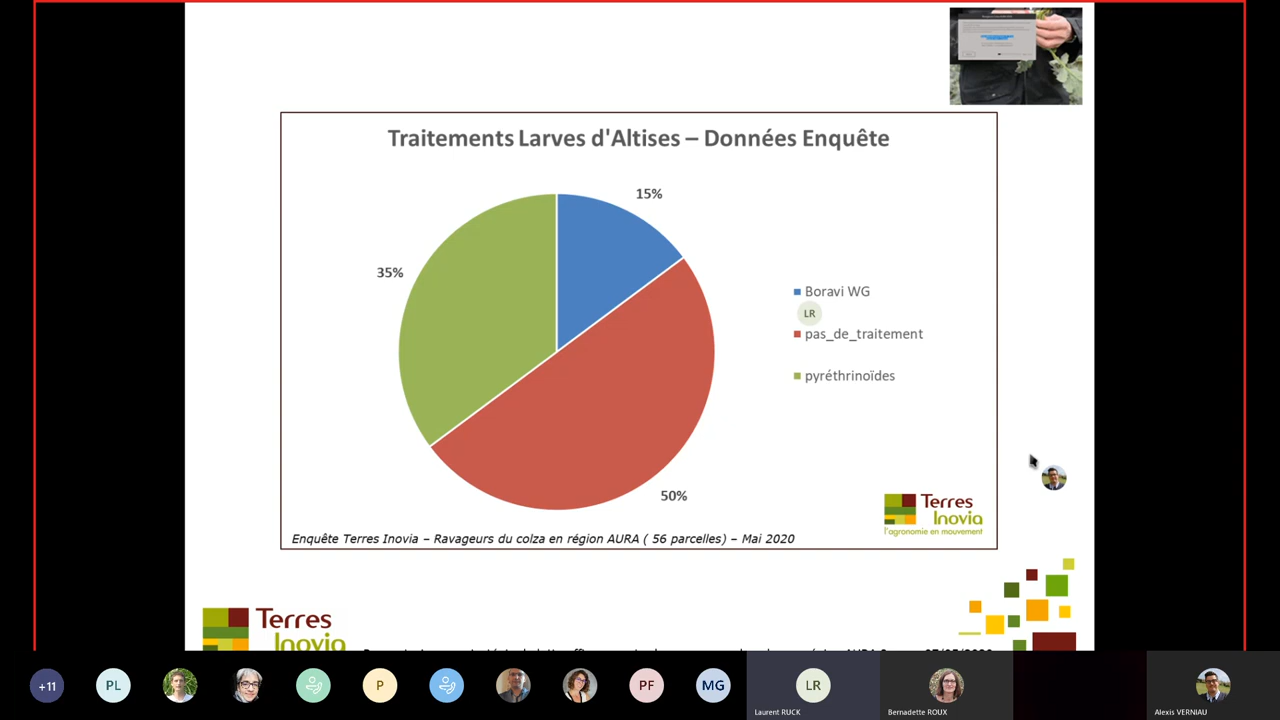 Traitements Larves d'Altises – Données Enquête
15%
35%
50%
Boravi WG
LR
pas_de_traitement
pyréthrinoïdes
Terres
Inovia
l'agronomie en mouvement
Enquête Terres Inovia – Ravageurs du colza en région AURA ( 56 parcelles) – Mai 2020
Terres
Inovia
+11
PL
P
PF
MG
LR
Laurent RUCK
Bernadette ROUX
Alexis VERNIAU